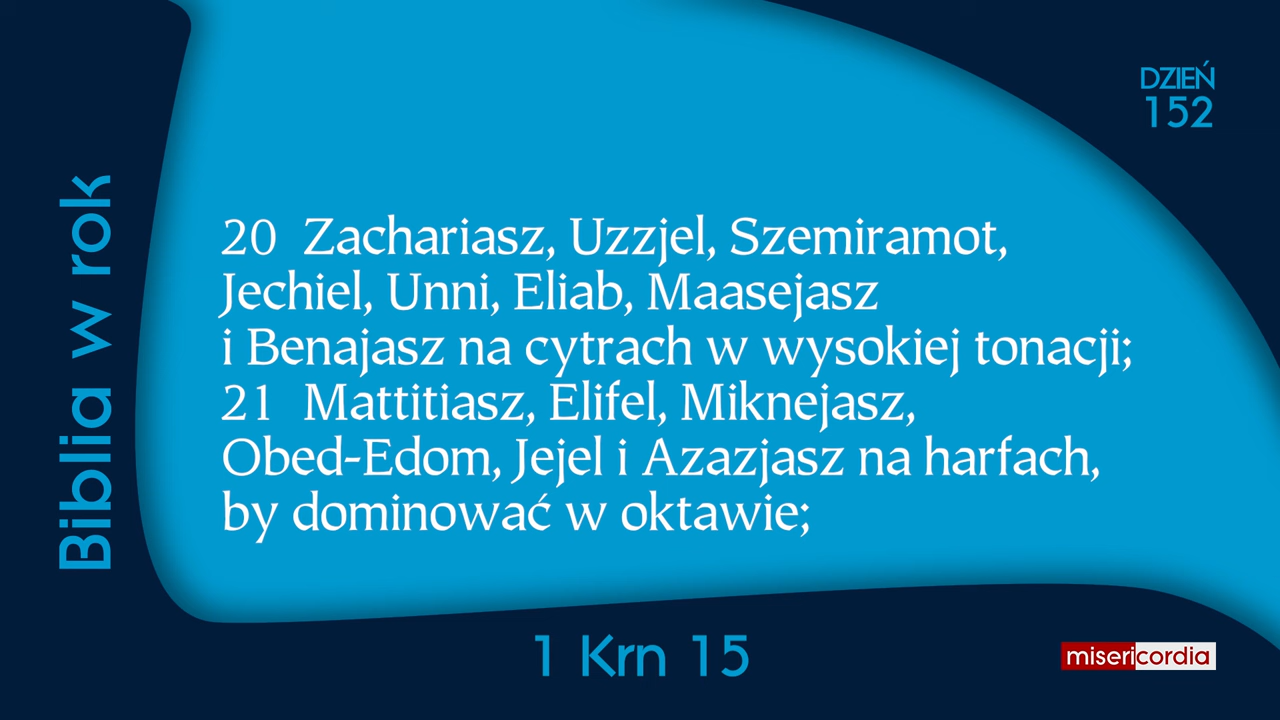 DZIEŃ
152
Biblia w rok
20 Zachariasz, Uzzjel, Szemiramot,
Jechiel, Unni, Eliab, Maasejasz
i Benajasz na cytrach w wysokiej tonacji;
21 Mattitiasz, Elifel, Miknejasz,
Obed-Edom, Jejel i Azazjasz na harfach,
by dominować w oktawie;
1 Krn 15
misericordia